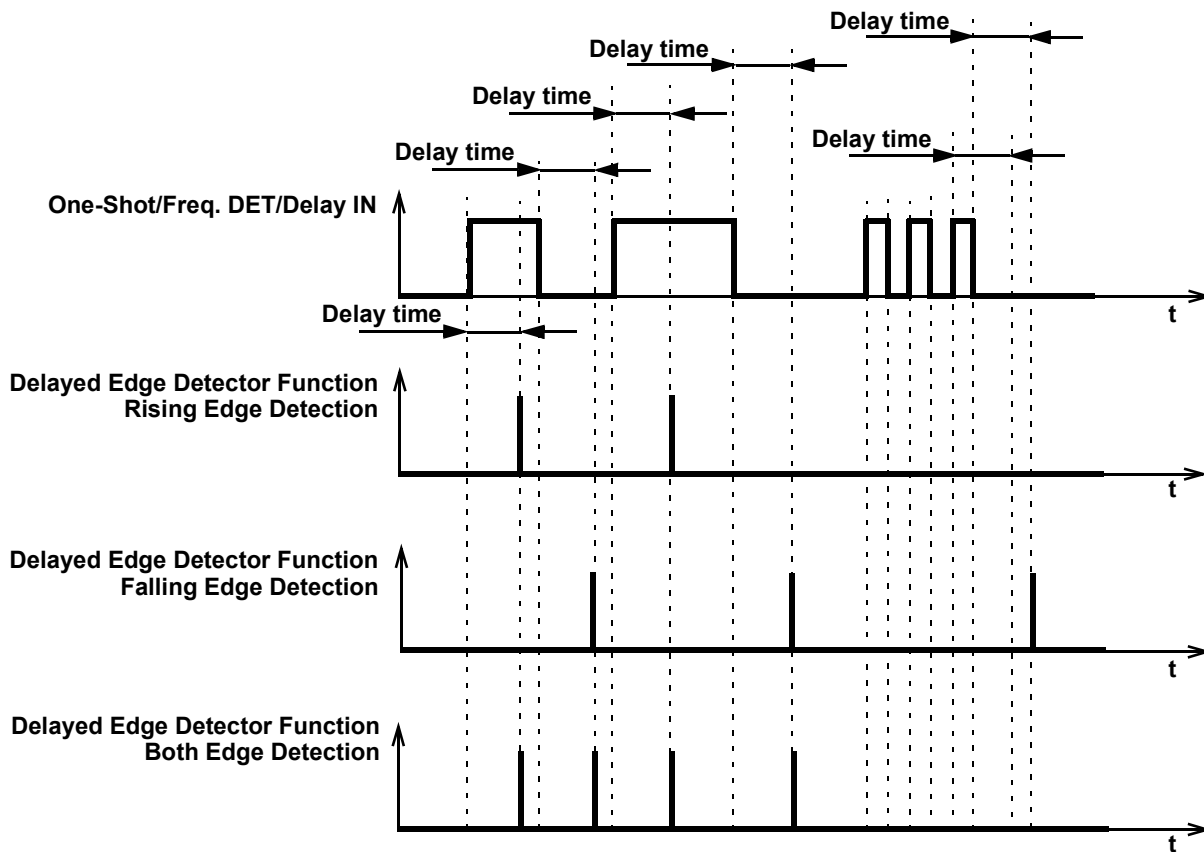 Delay time
Delay time
Delay time
Delay time
Delay time
One-Shot/Freq. DET/Delay IN
t
Delay time
Delayed Edge Detector Function
Rising Edge Detection
t
Delayed Edge Detector Function
Falling Edge Detection
t
Delayed Edge Detector Function
Both Edge Detection
t